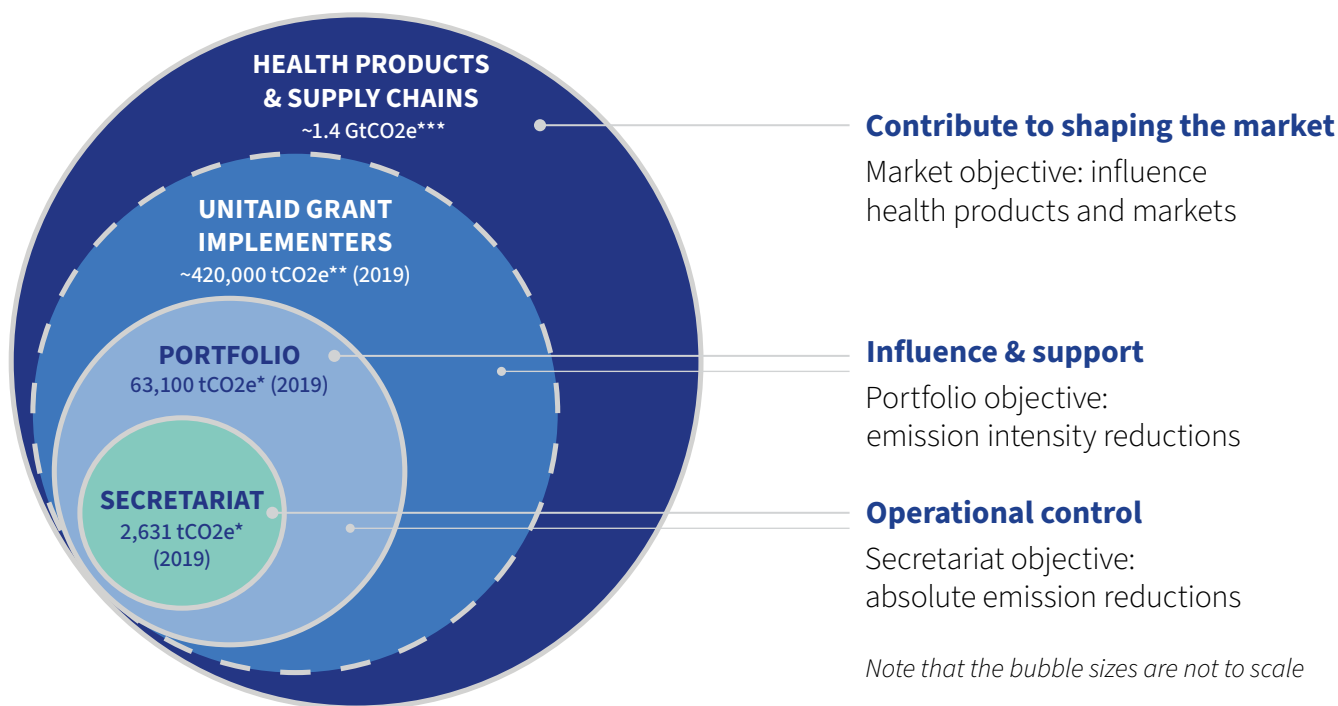 HEALTH PRODUCTS
& SUPPLY CHAINS
~1.4 GtCO2e***
UNITAID GRANT
IMPLEMENTERS
~420,000 tCO2e** (2019)
PORTFOLIO
63,100 tCO2e* (2019)
SECRETARIAT
2,631 tCO2e*
(2019)
Contribute to shaping the market
Market objective: influence
health products and markets
Influence & support
Portfolio objective:
emission intensity reductions
Operational control
Secretariat objective:
absolute emission reductions
Note that the bubble sizes are not to scale